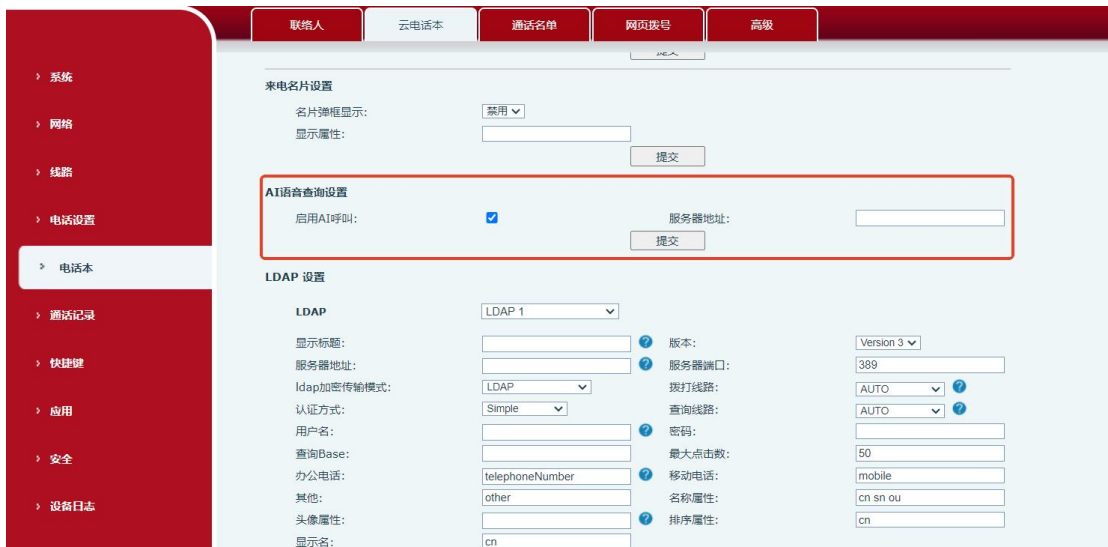 联络人 云电话本 通话名单 网页拨号 高级
提交
来电名片设置
名片弹框显示: 禁用
显示属性:
提交
AI语音查询设置
启用AI呼叫: 服务器地址:
提交
LDAP 设置
LDAP LDAP 1
显示标题: 版本: Version 3
服务器地址: 服务器端口: 389
ldap加密传输模式: LDAP 拨打线路: AUTO
认证方式: Simple 查询线路: AUTO
用户名: 密码:
查询Base: 最大点击数: 50
办公电话: telephoneNumber 移动电话: mobile
其他: other 名称属性: cn sn ou
头像属性: 排序属性: cn
显示名: cn
系统
网络
线路
电话设置
电话本
通话记录
快捷键
应用
安全
设备日志